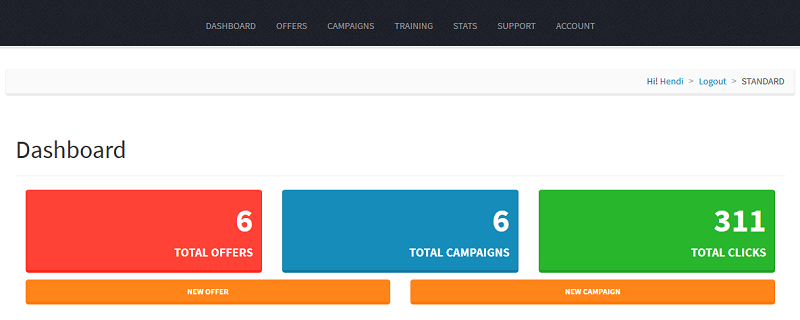 DASHBOARD OFFERS CAMPAIGNS TRAINING STATS SUPPORT ACCOUNT
Hi! Hendi > Logout > STANDARD
Dashboard
6 6 311
TOTAL OFFERS TOTAL CAMPAIGNS TOTAL CLICKS
NEW OFFER NEW CAMPAIGN